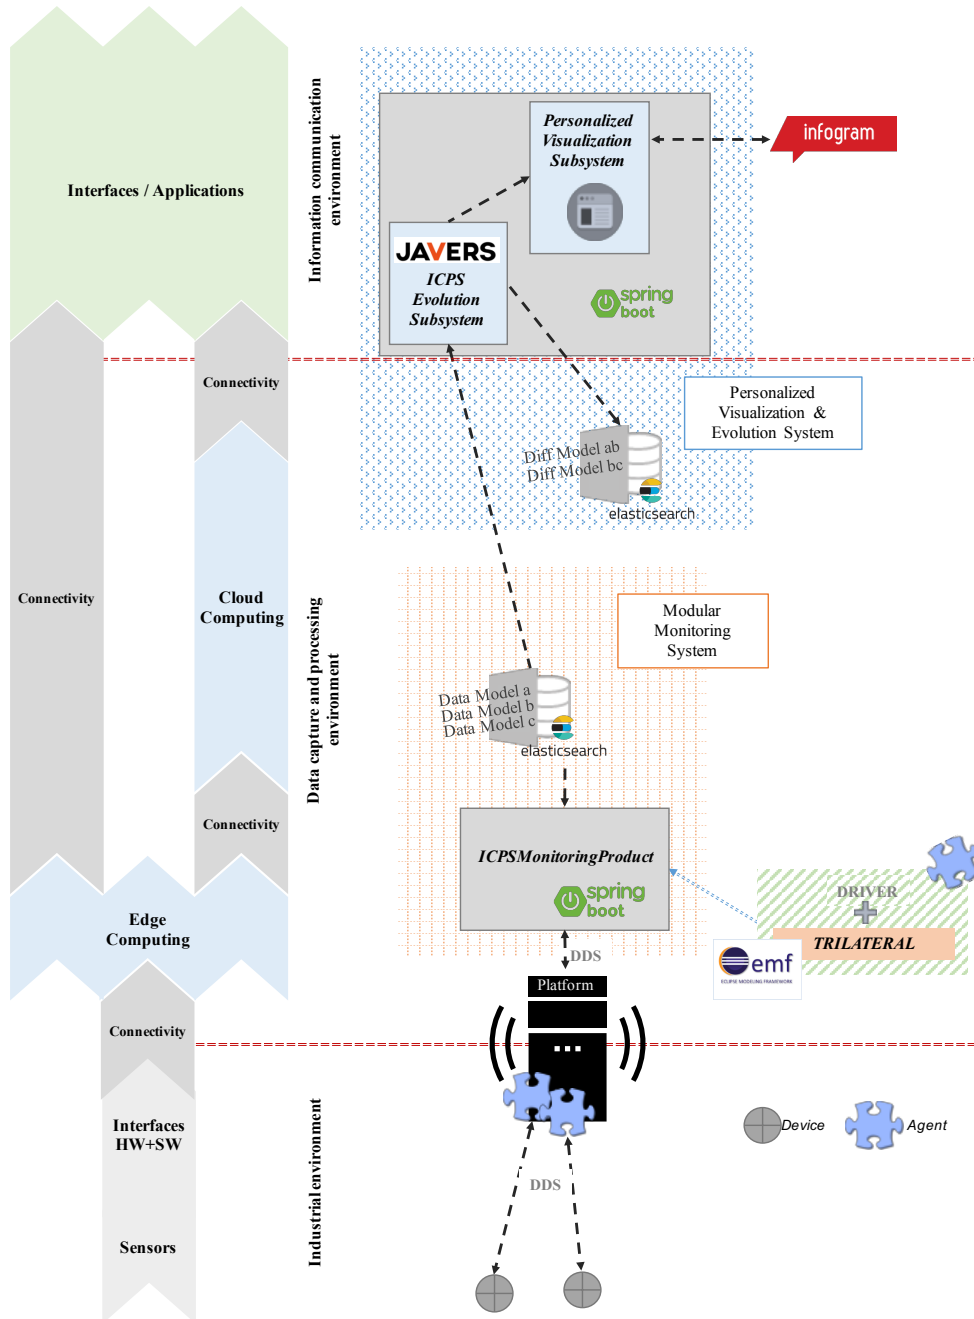 Interfaces / Applications
Connectivity
Connectivity
Cloud
Computing
Connectivity
Edge
Computing
Connectivity
Interfaces
HW+SW
Sensors
Information communication
environment
Data capture and processing
environment
Industrial environment
Personalized
Visualization
Subsystem
infogram
JAVERS
ICPS
Evolution
Subsystem
spring
boot
Personalized
Visualization &
Evolution System
Diff Model ab
Diff Model bc
elasticsearch
Modular
Monitoring
System
Data Model a
Data Model b
Data Model c
elasticsearch
ICPSMonitoringProduct
spring
boot
DRIVER
TRILATERAL
emf
ECLIPSE MODELING FRAMEWORK
DDS
Platform
Device
Agent
DDS